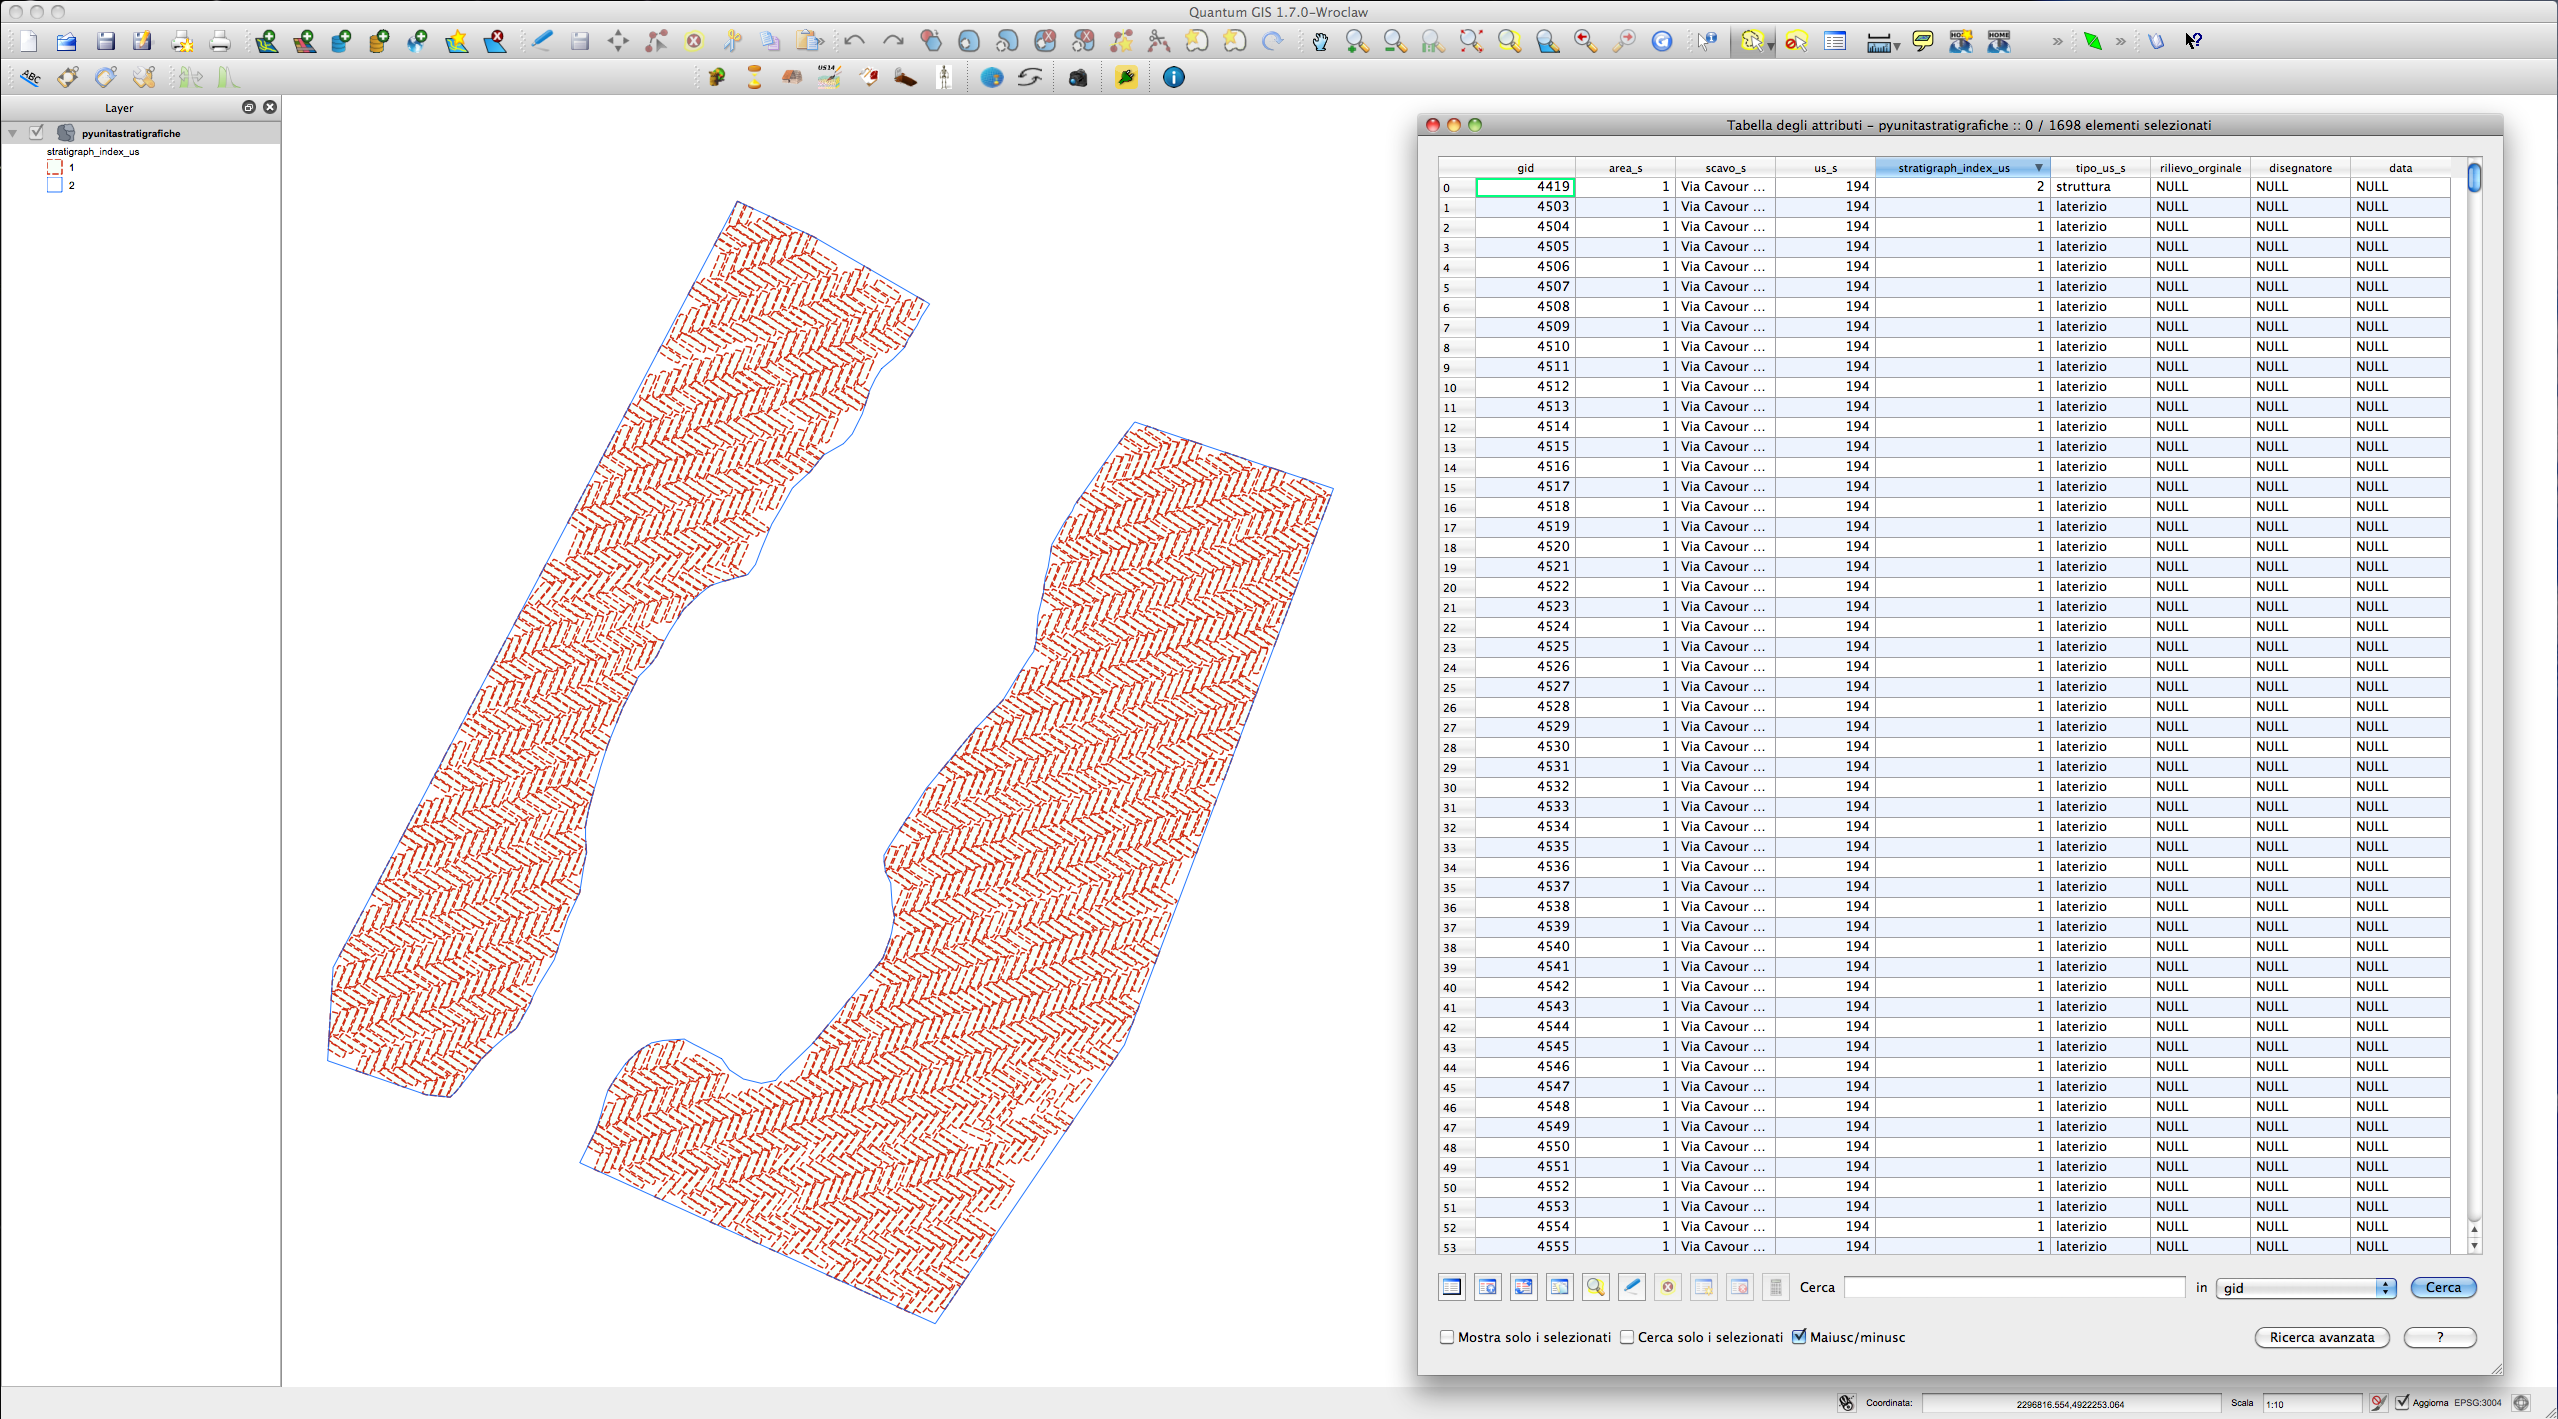 Quantum GIS 1.7.0-Wroclaw
ABC
US14
HOME
Layer
pyunitastratigrafiche
stratigraph_index_us
1
2
Tabella degli attributi - pyunitastratigrafiche :: 0 / 1698 elementi selezionati
gid area_s scavo_s us_s stratigraph_index_us tipo_us_s rilievo_orginale disegnatore data
0 4419 1 Via Cavour ... 194 2 struttura NULL NULL NULL
1 4503 1 Via Cavour ... 194 1 laterizio NULL NULL NULL
2 4504 1 Via Cavour ... 194 1 laterizio NULL NULL NULL
3 4505 1 Via Cavour ... 194 1 laterizio NULL NULL NULL
4 4506 1 Via Cavour ... 194 1 laterizio NULL NULL NULL
5 4507 1 Via Cavour ... 194 1 laterizio NULL NULL NULL
6 4508 1 Via Cavour ... 194 1 laterizio NULL NULL NULL
7 4509 1 Via Cavour ... 194 1 laterizio NULL NULL NULL
8 4510 1 Via Cavour ... 194 1 laterizio NULL NULL NULL
9 4511 1 Via Cavour ... 194 1 laterizio NULL NULL NULL
10 4512 1 Via Cavour ... 194 1 laterizio NULL NULL NULL
11 4513 1 Via Cavour ... 194 1 laterizio NULL NULL NULL
12 4514 1 Via Cavour ... 194 1 laterizio NULL NULL NULL
13 4515 1 Via Cavour ... 194 1 laterizio NULL NULL NULL
14 4516 1 Via Cavour ... 194 1 laterizio NULL NULL NULL
15 4517 1 Via Cavour ... 194 1 laterizio NULL NULL NULL
16 4518 1 Via Cavour ... 194 1 laterizio NULL NULL NULL
17 4519 1 Via Cavour ... 194 1 laterizio NULL NULL NULL
18 4520 1 Via Cavour ... 194 1 laterizio NULL NULL NULL
19 4521 1 Via Cavour ... 194 1 laterizio NULL NULL NULL
20 4522 1 Via Cavour ... 194 1 laterizio NULL NULL NULL
21 4523 1 Via Cavour ... 194 1 laterizio NULL NULL NULL
22 4524 1 Via Cavour ... 194 1 laterizio NULL NULL NULL
23 4525 1 Via Cavour ... 194 1 laterizio NULL NULL NULL
24 4526 1 Via Cavour ... 194 1 laterizio NULL NULL NULL
25 4527 1 Via Cavour ... 194 1 laterizio NULL NULL NULL
26 4528 1 Via Cavour ... 194 1 laterizio NULL NULL NULL
27 4529 1 Via Cavour ... 194 1 laterizio NULL NULL NULL
28 4530 1 Via Cavour ... 194 1 laterizio NULL NULL NULL
29 4531 1 Via Cavour ... 194 1 laterizio NULL NULL NULL
30 4532 1 Via Cavour ... 194 1 laterizio NULL NULL NULL
31 4533 1 Via Cavour ... 194 1 laterizio NULL NULL NULL
32 4534 1 Via Cavour ... 194 1 laterizio NULL NULL NULL
33 4535 1 Via Cavour ... 194 1 laterizio NULL NULL NULL
34 4536 1 Via Cavour ... 194 1 laterizio NULL NULL NULL
35 4537 1 Via Cavour ... 194 1 laterizio NULL NULL NULL
36 4538 1 Via Cavour ... 194 1 laterizio NULL NULL NULL
37 4539 1 Via Cavour ... 194 1 laterizio NULL NULL NULL
38 4540 1 Via Cavour ... 194 1 laterizio NULL NULL NULL
39 4541 1 Via Cavour ... 194 1 laterizio NULL NULL NULL
40 4542 1 Via Cavour ... 194 1 laterizio NULL NULL NULL
41 4543 1 Via Cavour ... 194 1 laterizio NULL NULL NULL
42 4544 1 Via Cavour ... 194 1 laterizio NULL NULL NULL
43 4545 1 Via Cavour ... 194 1 laterizio NULL NULL NULL
44 4546 1 Via Cavour ... 194 1 laterizio NULL NULL NULL
45 4547 1 Via Cavour ... 194 1 laterizio NULL NULL NULL
46 4548 1 Via Cavour ... 194 1 laterizio NULL NULL NULL
47 4549 1 Via Cavour ... 194 1 laterizio NULL NULL NULL
48 4550 1 Via Cavour ... 194 1 laterizio NULL NULL NULL
49 4551 1 Via Cavour ... 194 1 laterizio NULL NULL NULL
50 4552 1 Via Cavour ... 194 1 laterizio NULL NULL NULL
51 4553 1 Via Cavour ... 194 1 laterizio NULL NULL NULL
52 4554 1 Via Cavour ... 194 1 laterizio NULL NULL NULL
53 4555 1 Via Cavour ... 194 1 laterizio NULL NULL NULL
Cerca in gid Cerca
Mostra solo i selezionati Cerca solo i selezionati Maiusc/minusc Ricerca avanzata ?
Coordinata: 2296816.554,4922253.064 Scala 1:10 Aggiorna EPSG:3004